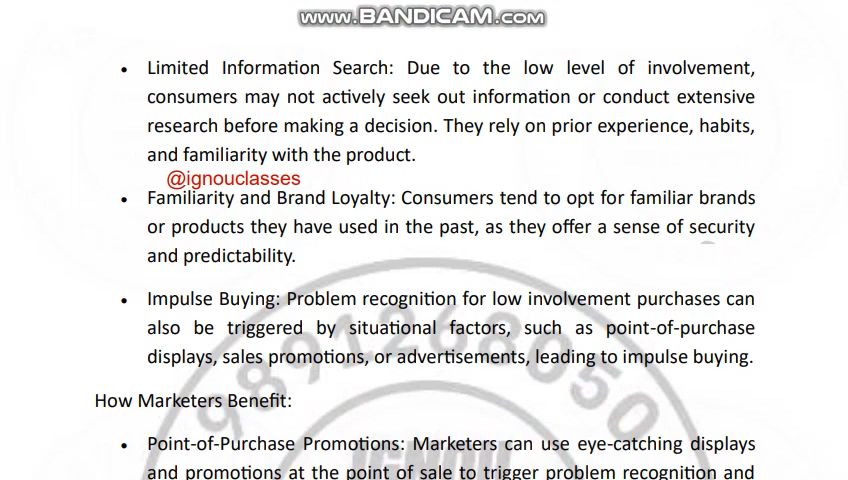 www.BANDICAM.com
• Limited Information Search: Due to the low level of involvement,
consumers may not actively seek out information or conduct extensive
research before making a decision. They rely on prior experience, habits,
and familiarity with the product.
@ignouclasses
• Familiarity and Brand Loyalty: Consumers tend to opt for familiar brands
or products they have used in the past, as they offer a sense of security
and predictability.
• Impulse Buying: Problem recognition for low involvement purchases can
also be triggered by situational factors, such as point-of-purchase
displays, sales promotions, or advertisements, leading to impulse buying.
9891268050
How Marketers Benefit:
• Point-of-Purchase Promotions: Marketers can use eye-catching displays
IGNOU
and promotions at the point of sale to trigger problem recognition and